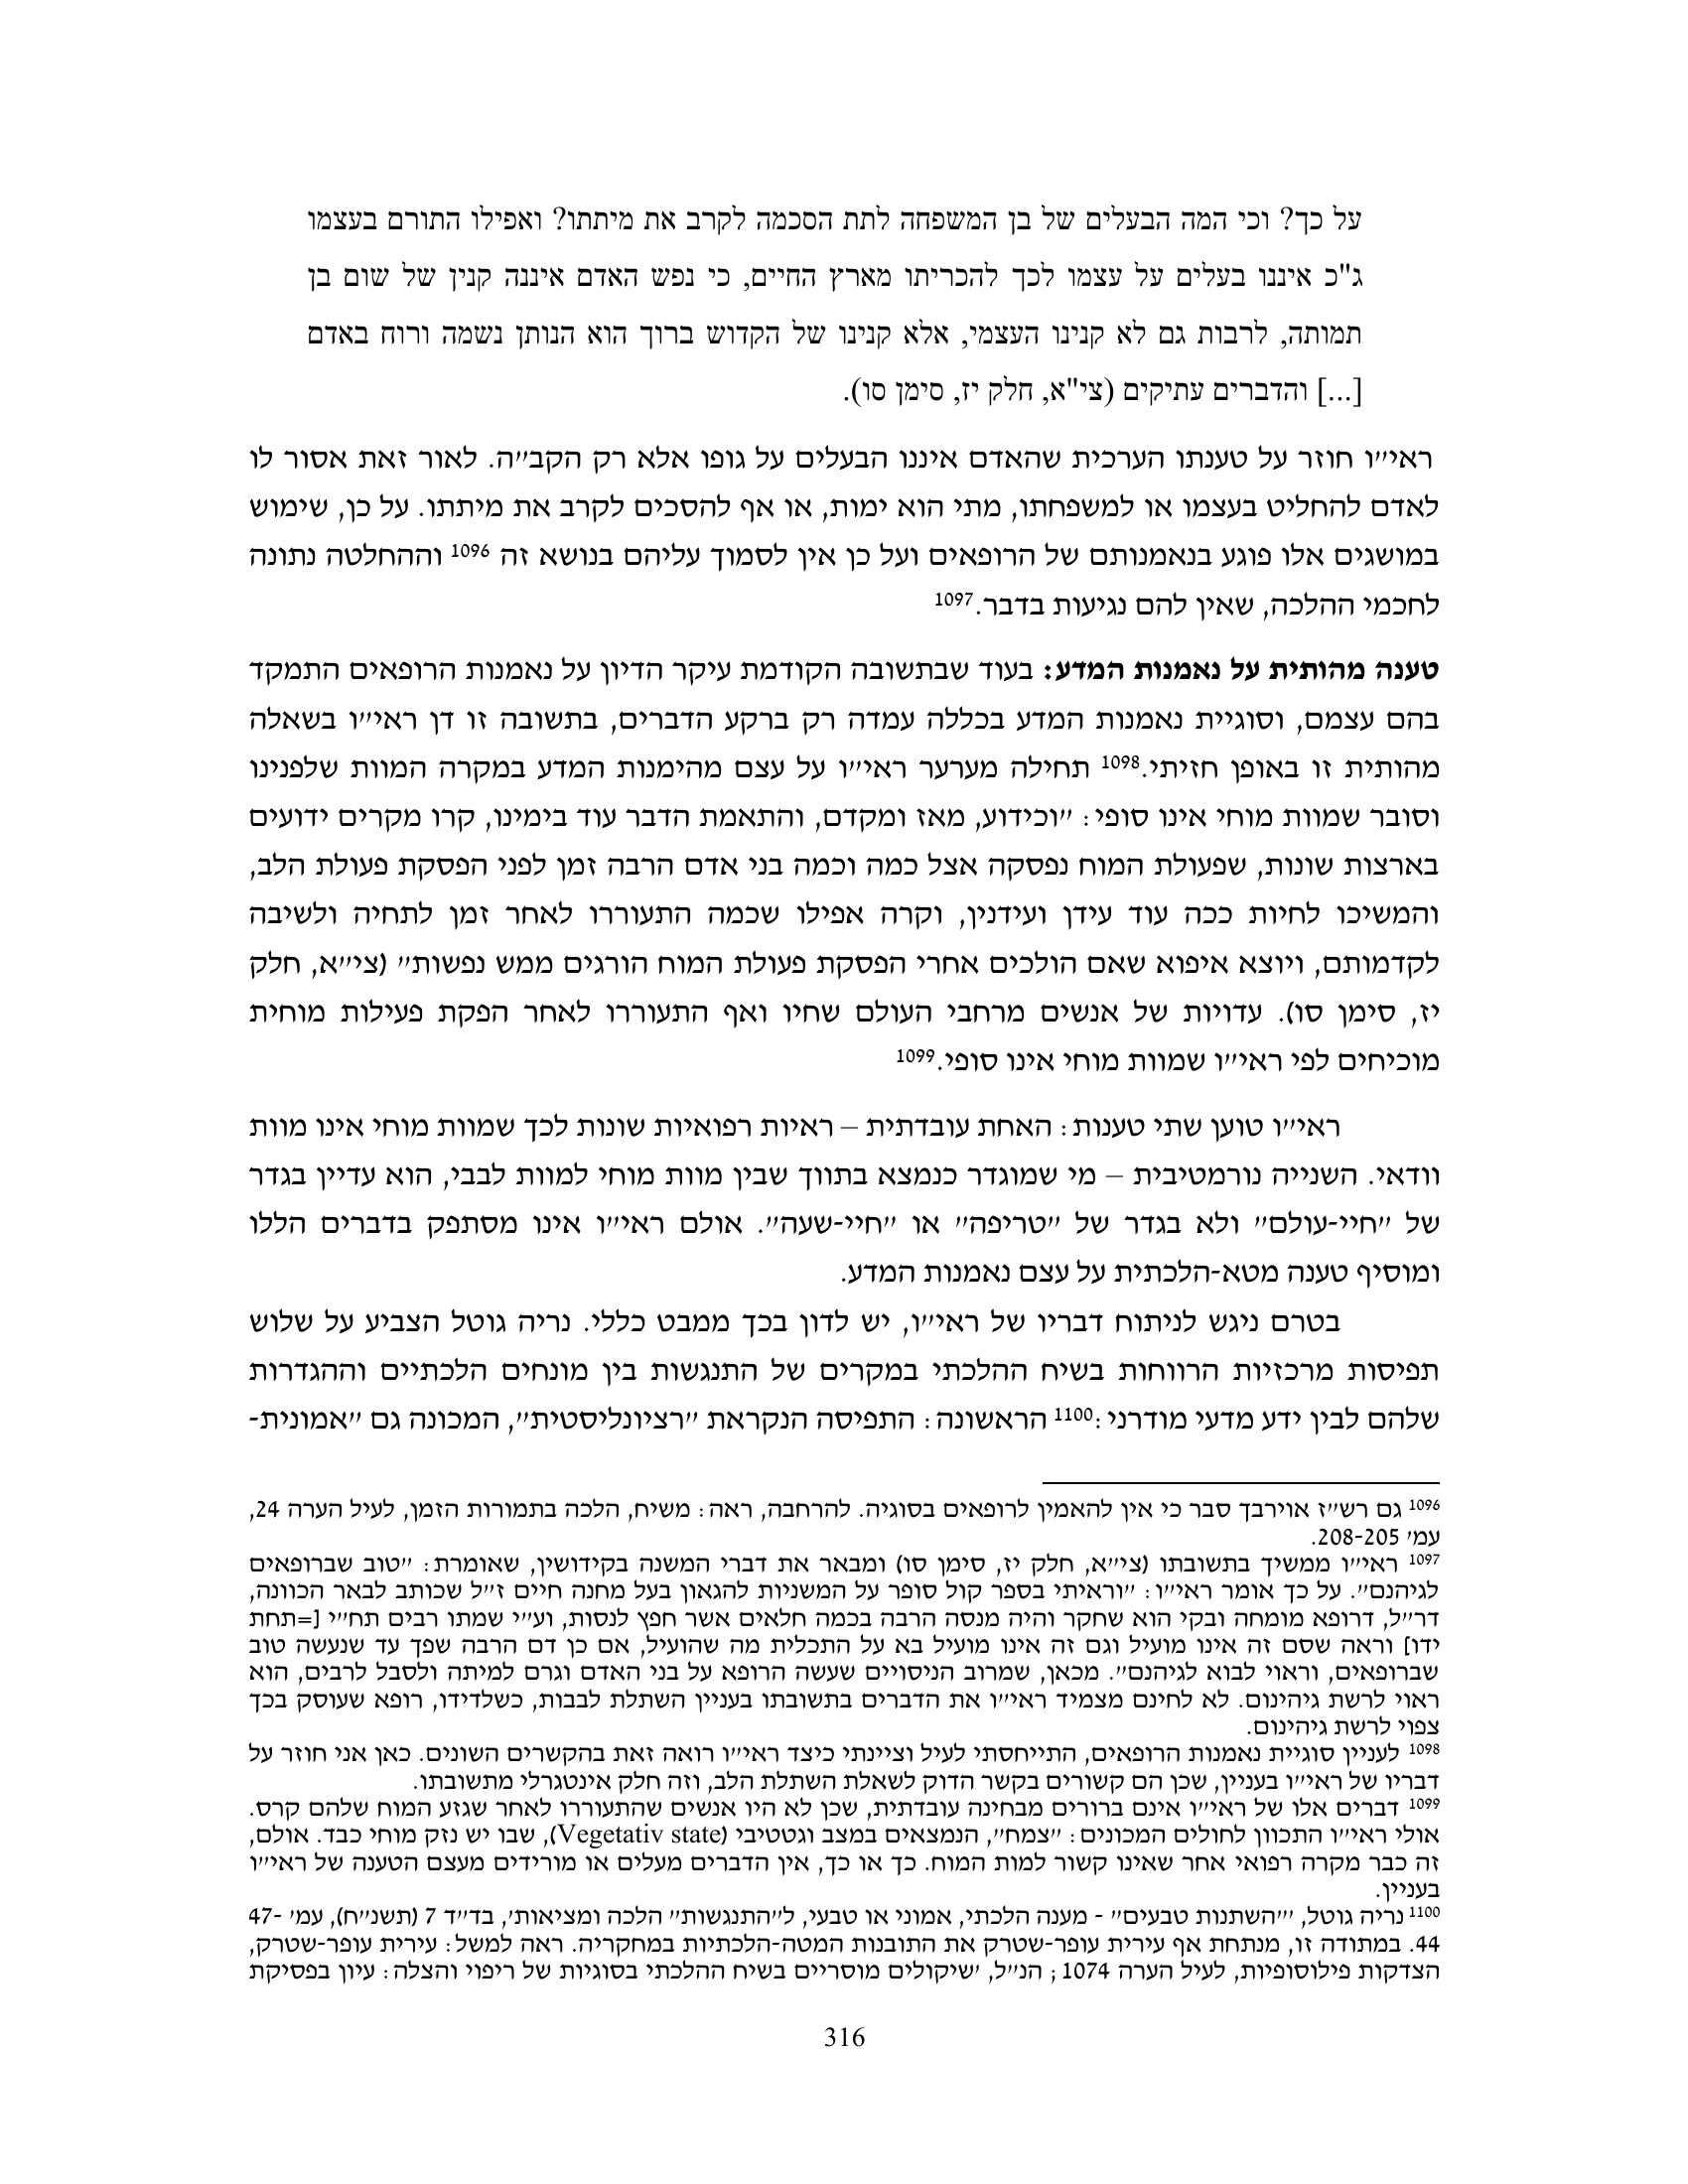 על כך? וכי המה הבעלים של בן המשפחה לתת הסכמה לקרב את מיתתו? ואפילו התורם בעצמו
ג"כ איננו בעלים על עצמו לכך להכריתו מארץ החיים, כי נפש האדם איננה קנין של שום בן
תמותה, לרבות גם לא קנינו העצמי, אלא קנינו של הקדוש ברוך הוא הנותן נשמה ורוח באדם
[...] והדברים עתיקים (צי"א, חלק יז, סימן סו).
ראי״ו חוזר על טענתו הערכית שהאדם איננו הבעלים על גופו אלא רק הקב״ה. לאור זאת אסור לו
לאדם להחליט בעצמו או למשפחתו, מתי הוא ימות, או אף להסכים לקרב את מיתתו. על כן, שימוש
במושגים אלו פוגע בנאמנותם של הרופאים ועל כן אין לסמוך עליהם בנושא זה 1096 וההחלטה נתונה
לחכמי ההלכה, שאין להם נגיעות בדבר.1097
טענה מהותית על נאמנות המדע: בעוד שבתשובה הקודמת עיקר הדיון על נאמנות הרופאים התמקד
בהם עצמם, וסוגיית נאמנות המדע בכללה עמדה רק ברקע הדברים, בתשובה זו דן ראי״ו בשאלה
מהותית זו באופן חזיתי.1098 תחילה מערער ראי״ו על עצם מהימנות המדע במקרה המוות שלפנינו
וסובר שמוות מוחי אינו סופי: ״וכידוע, מאז ומקדם, והתאמת הדבר עוד בימינו, קרו מקרים ידועים
בארצות שונות, שפעולת המוח נפסקה אצל כמה וכמה בני אדם הרבה זמן לפני הפסקת פעולת הלב,
והמשיכו לחיות ככה עוד עידן ועידנין, וקרה אפילו שכמה התעוררו לאחר זמן לתחיה ולשיבה
לקדמותם, ויוצא איפוא שאם הולכים אחרי הפסקת פעולת המוח הורגים ממש נפשות״ (צי״א, חלק
יז, סימן סו). עדויות של אנשים מרחבי העולם שחיו ואף התעוררו לאחר הפקת פעילות מוחית
מוכיחים לפי ראי״ו שמוות מוחי אינו סופי.1099
ראי״ו טוען שתי טענות: האחת עובדתית – ראיות רפואיות שונות לכך שמוות מוחי אינו מוות
וודאי. השנייה נורמטיבית – מי שמוגדר כנמצא בתווך שבין מוות מוחי למוות לבבי, הוא עדיין בגדר
של ״חיי-עולם״ ולא בגדר של ״טריפה״ או ״חיי-שעה״. אולם ראי״ו אינו מסתפק בדברים הללו
ומוסיף טענה מטא-הלכתית על עצם נאמנות המדע.
בטרם ניגש לניתוח דבריו של ראי״ו, יש לדון בכך ממבט כללי. נריה גוטל הצביע על שלוש
תפיסות מרכזיות הרווחות בשיח ההלכתי במקרים של התנגשות בין מונחים הלכתיים וההגדרות
שלהם לבין ידע מדעי מודרני:1100 הראשונה: התפיסה הנקראת ״רציונליסטית״, המכונה גם ״אמונית-
1096 גם רש״ז אוירבך סבר כי אין להאמין לרופאים בסוגיה. להרחבה, ראה: משיח, הלכה בתמורות הזמן, לעיל הערה 24,
עמ׳ 208-205.
1097 ראי״ו ממשיך בתשובתו (צי״א, חלק יז, סימן סו) ומבאר את דברי המשנה בקידושין, שאומרת: ״טוב שברופאים
לגיהנם״. על כך אומר ראי״ו: ״וראיתי בספר קול סופר על המשניות להגאון בעל מחנה חיים ז״ל שכותב לבאר הכוונה,
דר״ל, דרופא מומחה ובקי הוא שחקר והיה מנסה הרבה בכמה חלאים אשר חפץ לנסות, וע״י שמתו רבים תח״י [=תחת
ידו] וראה שסם זה אינו מועיל וגם זה אינו מועיל בא על התכלית מה שהועיל, אם כן דם הרבה שפך עד שנעשה טוב
שברופאים, וראוי לבוא לגיהנם״. מכאן, שמרוב הניסויים שעשה הרופא על בני האדם וגרם למיתה ולסבל לרבים, הוא
ראוי לרשת גיהינום. לא לחינם מצמיד ראי״ו את הדברים בתשובתו בעניין השתלת לבבות, כשלדידו, רופא שעוסק בכך
צפוי לרשת גיהינום.
1098 לעניין סוגיית נאמנות הרופאים, התייחסתי לעיל וציינתי כיצד ראי״ו רואה זאת בהקשרים השונים. כאן אני חוזר על
דבריו של ראי״ו בעניין, שכן הם קשורים בקשר הדוק לשאלת השתלת הלב, וזה חלק אינטגרלי מתשובתו.
1099 דברים אלו של ראי״ו אינם ברורים מבחינה עובדתית, שכן לא היו אנשים שהתעוררו לאחר שגזע המוח שלהם קרס.
אולי ראי״ו התכוון לחולים המכונים: ״צמח״, הנמצאים במצב וגטטיבי (Vegetativ state), שבו יש נזק מוחי כבד. אולם,
זה כבר מקרה רפואי אחר שאינו קשור למות המוח. כך או כך, אין הדברים מעלים או מורידים מעצם הטענה של ראי״ו
בעניין.
1100 נריה גוטל, ׳״השתנות טבעים״ - מענה הלכתי, אמוני או טבעי, ל״התנגשות״ הלכה ומציאות׳, בד״ד 7 (תשנ״ח), עמ׳ 47-
44. במתודה זו, מנתחת אף עירית עופר-שטרק את התובנות המטה-הלכתיות במחקריה. ראה למשל: עירית עופר-שטרק,
הצדקות פילוסופיות, לעיל הערה 1074; הנ״ל, ׳שיקולים מוסריים בשיח ההלכתי בסוגיות של ריפוי והצלה: עיון בפסיקת
316